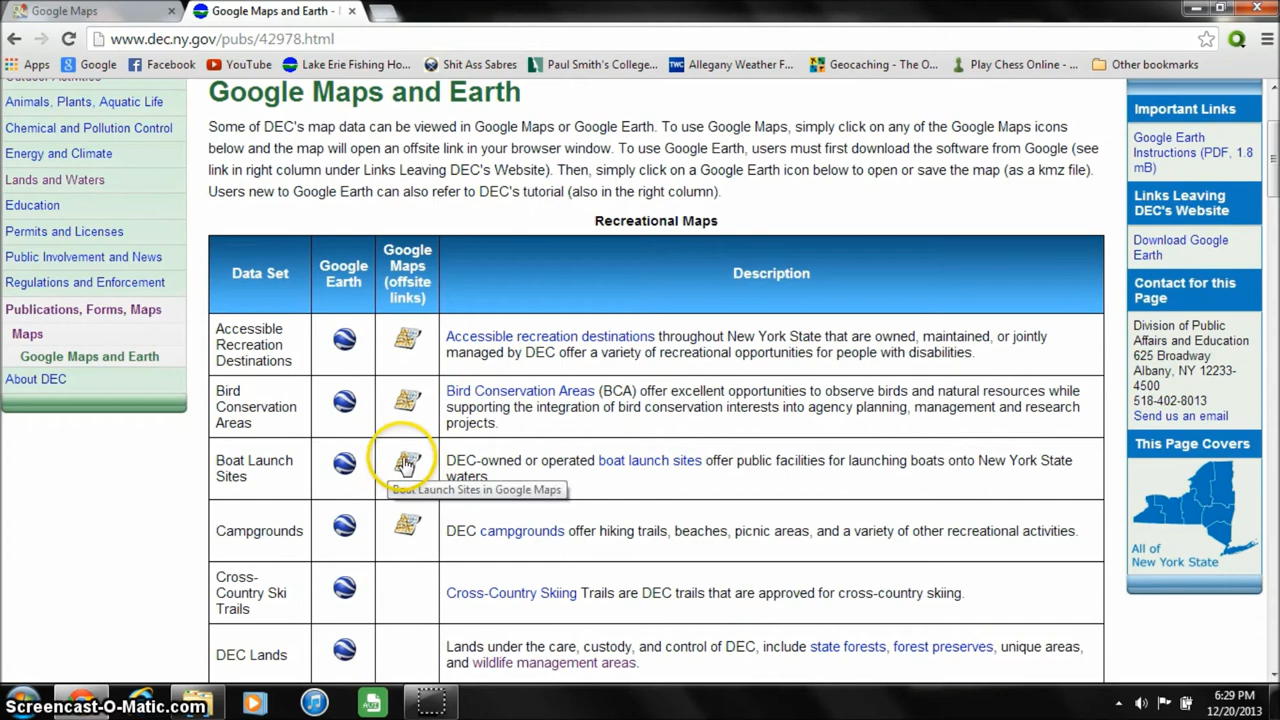 Google Maps
Google Maps and Earth -
www.dec.ny.gov/pubs/42978.html
Apps Google Facebook YouTube Lake Erie Fishing Ho... Shit Ass Sabres Paul Smith's College... Allegany Weather F... Geocaching - The O... Play Chess Online - ... Other bookmarks
Animals, Plants, Aquatic Life
Chemical and Pollution Control
Energy and Climate
Lands and Waters
Education
Permits and Licenses
Public Involvement and News
Regulations and Enforcement
Publications, Forms, Maps
Maps
Google Maps and Earth
About DEC
Google Maps and Earth
Some of DEC's map data can be viewed in Google Maps or Google Earth. To use Google Maps, simply click on any of the Google Maps icons
below and the map will open an offsite link in your browser window. To use Google Earth, users must first download the software from Google (see
link in right column under Links Leaving DEC's Website). Then, simply click on a Google Earth icon below to open or save the map (as a kmz file).
Users new to Google Earth can also refer to DEC's tutorial (also in the right column).
Recreational Maps
Data Set
Google
Earth
Google
Maps
(offsite
links)
Description
Accessible
Recreation
Destinations
Accessible recreation destinations throughout New York State that are owned, maintained, or jointly
managed by DEC offer a variety of recreational opportunities for people with disabilities.
Bird
Conservation
Areas
Bird Conservation Areas (BCA) offer excellent opportunities to observe birds and natural resources while
supporting the integration of bird conservation interests into agency planning, management and research
projects.
Boat Launch
Sites
DEC-owned or operated boat launch sites offer public facilities for launching boats onto New York State
waters
Boat Launch Sites in Google Maps
Campgrounds
DEC campgrounds offer hiking trails, beaches, picnic areas, and a variety of other recreational activities.
Cross-
Country Ski
Trails
Cross-Country Skiing Trails are DEC trails that are approved for cross-country skiing.
DEC Lands
Lands under the care, custody, and control of DEC, include state forests, forest preserves, unique areas,
and wildlife management areas.
Important Links
Google Earth
Instructions (PDF, 1.8
mB)
Links Leaving
DEC's Website
Download Google
Earth
Contact for this
Page
Division of Public
Affairs and Education
625 Broadway
Albany, NY 12233-
4500
518-402-8013
Send us an email
This Page Covers
All of
New York State
Screencast-O-Matic.com
6:29 PM
12/20/2013